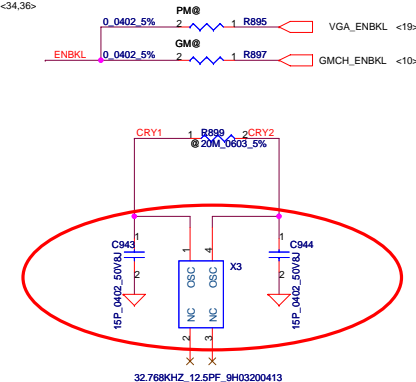 <34,36>
PM@
0_0402_5% 2 1 R895 VGA_ENBKL <19>
GM@
ENBKL 0_0402_5% 2 1 R897 GMCH_ENBKL <10>
CRY1 1 R899 2 CRY2
@ 20M_0603_5%
C943 1 2
15P_0402_50V8J
1 4
OSC OSC
X3
NC NC
2 3
C944 1 2
15P_0402_50V8J
32.768KHZ_12.5PF_9H03200413